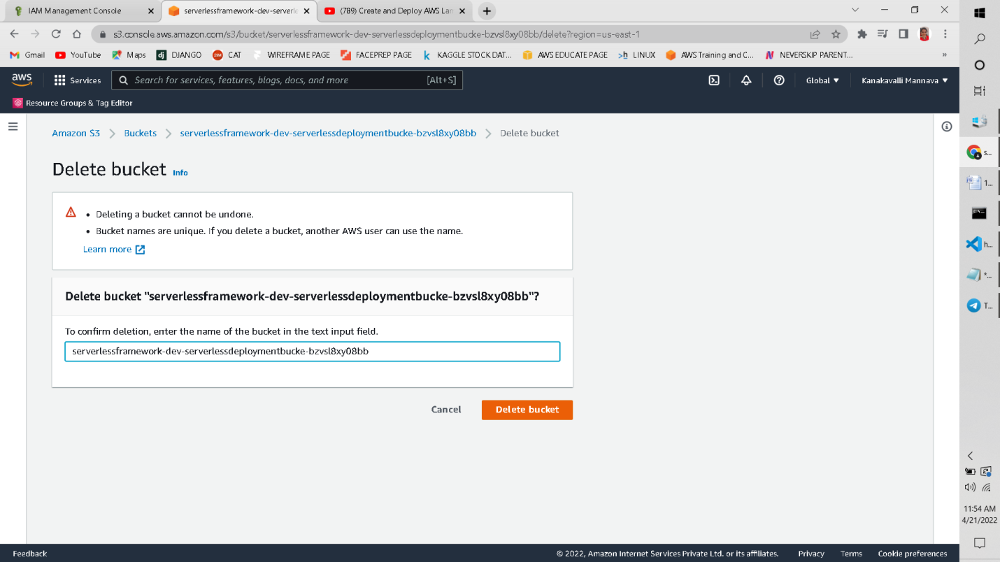 IAM Management Console
serverlessframework-dev-serverle
(789) Create and Deploy AWS Lan
s3.console.aws.amazon.com/s3/bucket/serverlessframework-dev-serverlessdeploymentbucke-bzvsl8xy08bb/delete?region=us-east-1
Gmail YouTube Maps DJANGO CAT WIREFRAME PAGE FACEPREP PAGE KAGGLE STOCK DAT... AWS EDUCATE PAGE LINUX AWS Training and C... NEVERSKIP PARENT... »
aws Services Search for services, features, blogs, docs, and more [Alt+S] Global Kanakavalli Mannava
Resource Groups & Tag Editor
Amazon S3 Buckets serverlessframework-dev-serverlessdeploymentbucke-bzvsl8xy08bb Delete bucket
Delete bucket Info
• Deleting a bucket cannot be undone.
• Bucket names are unique. If you delete a bucket, another AWS user can use the name.
Learn more
Delete bucket "serverlessframework-dev-serverlessdeploymentbucke-bzvsl8xy08bb"?
To confirm deletion, enter the name of the bucket in the text input field.
serverlessframework-dev-serverlessdeploymentbucke-bzvsl8xy08bb
Cancel Delete bucket
Feedback © 2022, Amazon Internet Services Private Ltd. or its affiliates. Privacy Terms Cookie preferences
s...
1...
h...
*...
T...
11:54 AM
4/21/2022